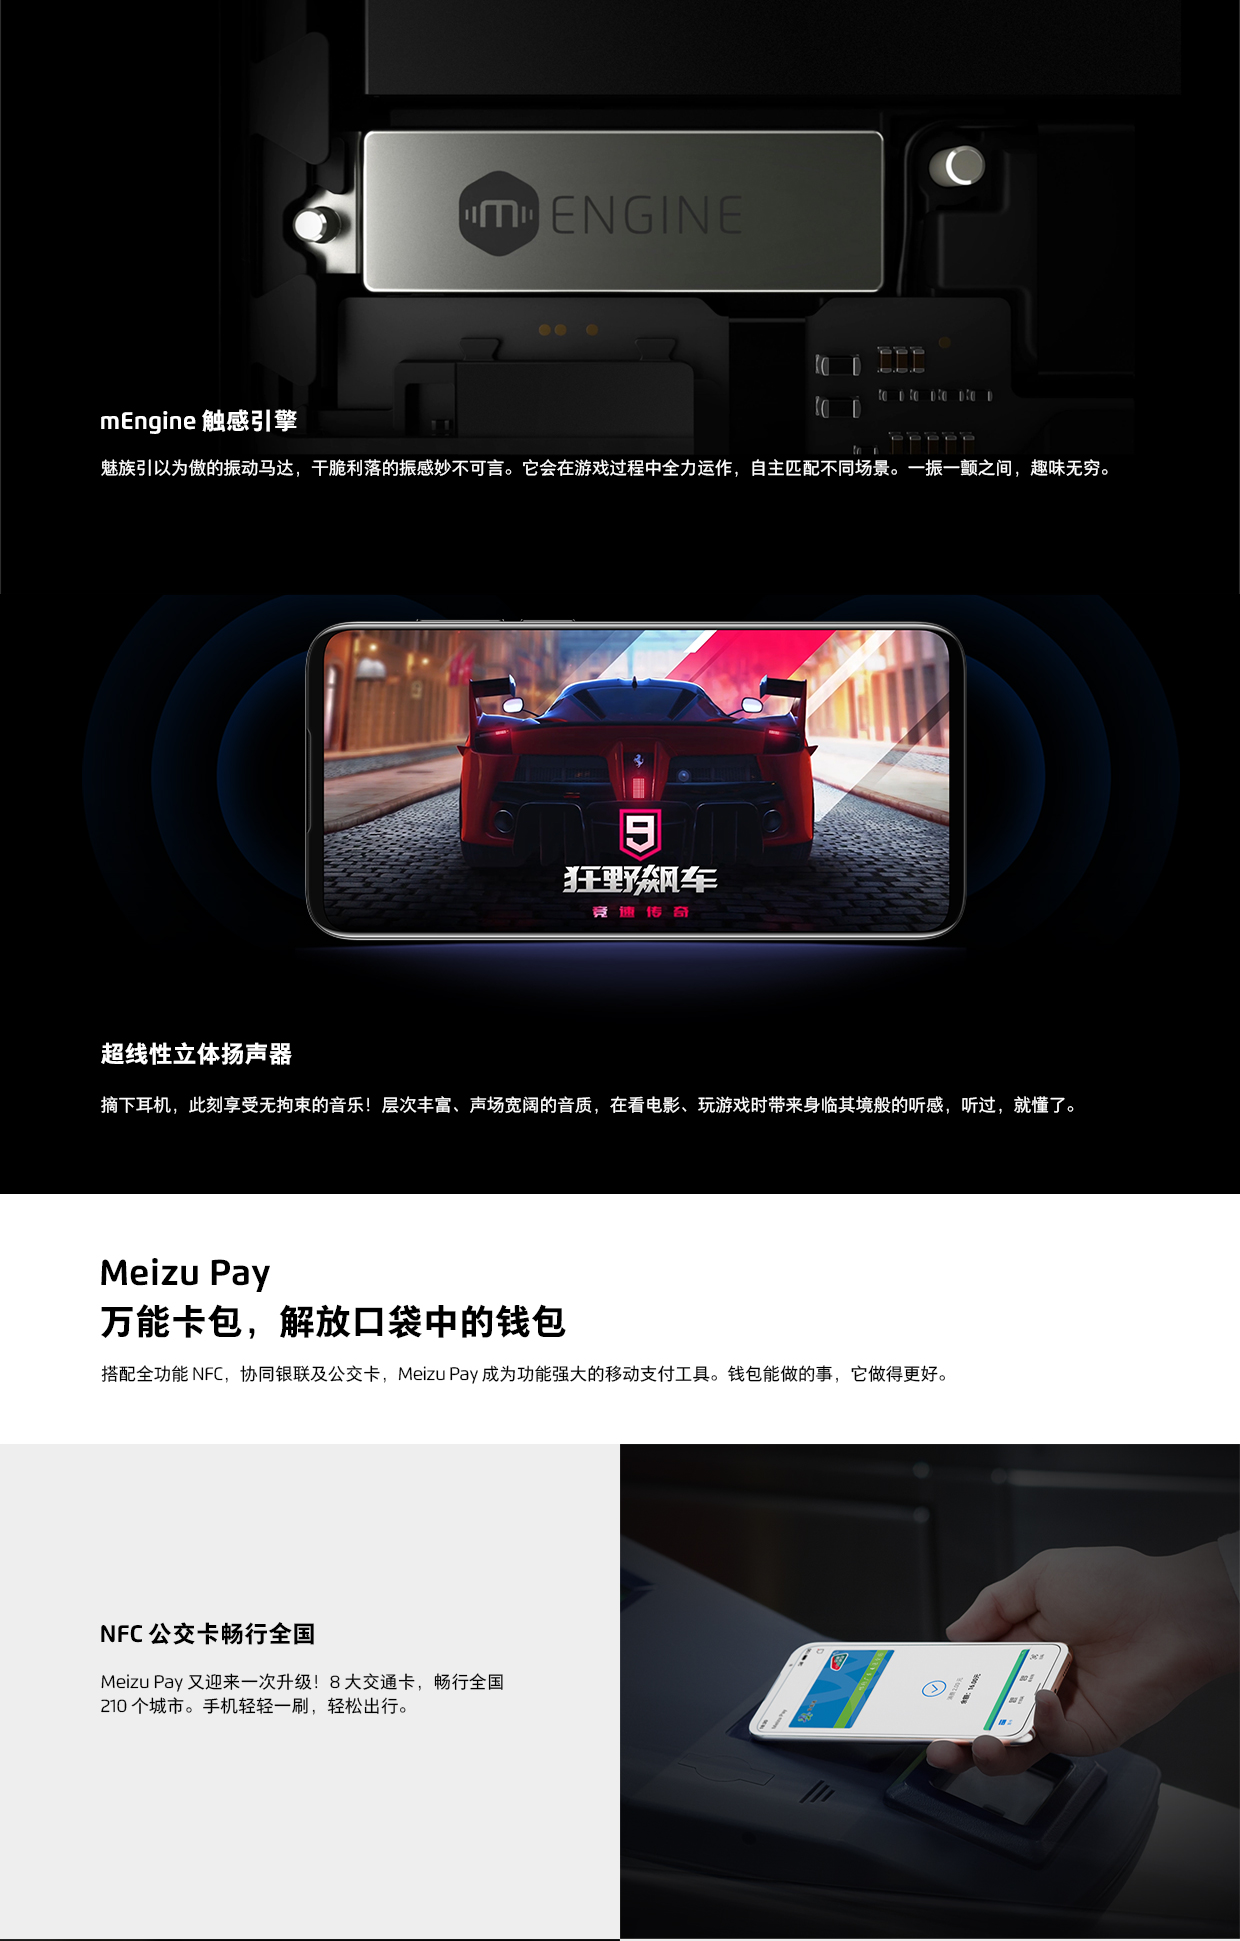 m ENGINE
mEngine 触感引擎
魅族引以为傲的振动马达，干脆利落的振感妙不可言。它会在游戏过程中全力运作，自主匹配不同场景。一振一颤之间，趣味无穷。
9
狂野飙车
竞速传奇
超线性立体扬声器
摘下耳机，此刻享受无拘束的音乐！层次丰富、声场宽阔的音质，在看电影、玩游戏时带来身临其境般的听感，听过，就懂了。
Meizu Pay
万能卡包，解放口袋中的钱包
搭配全功能 NFC，协同银联及公交卡，Meizu Pay 成为功能强大的移动支付工具。钱包能做的事，它做得更好。
NFC 公交卡畅行全国
Meizu Pay 又迎来一次升级！8 大交通卡，畅行全国
210 个城市。手机轻轻一刷，轻松出行。
Meizu Pay